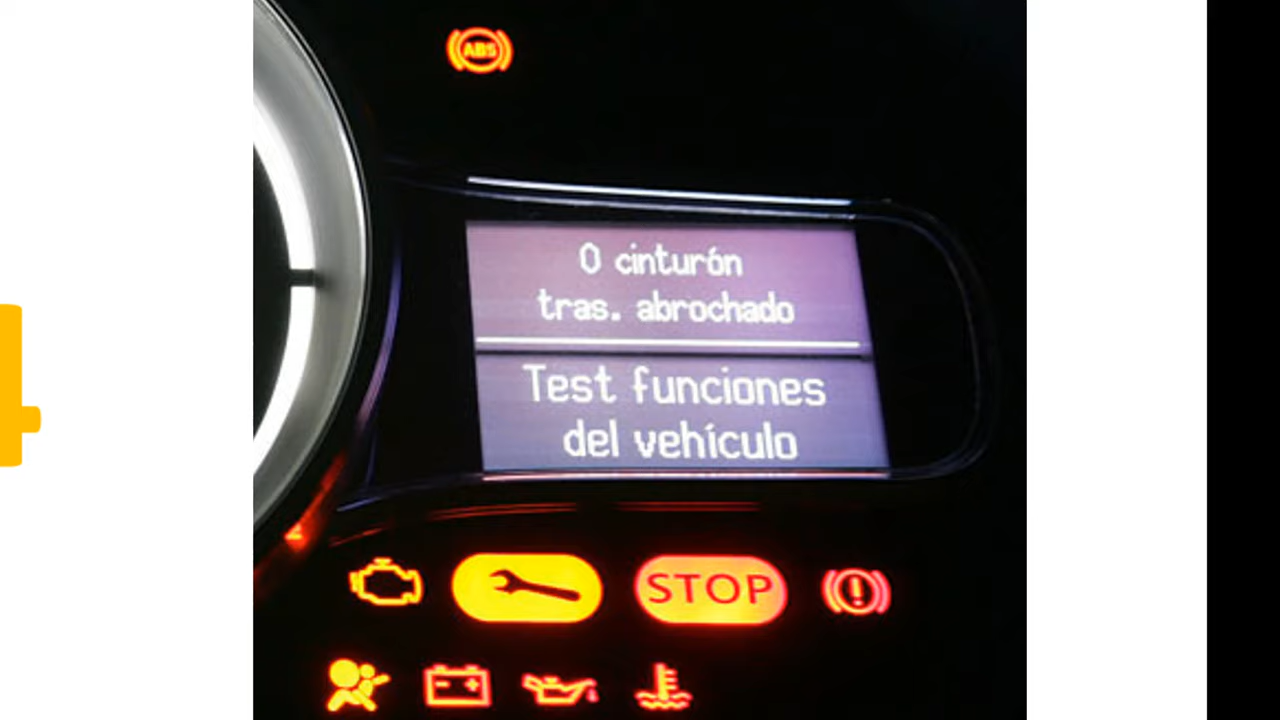 ABS
0 cinturón
tras. abrochado
Test funciones
del vehículo
STOP